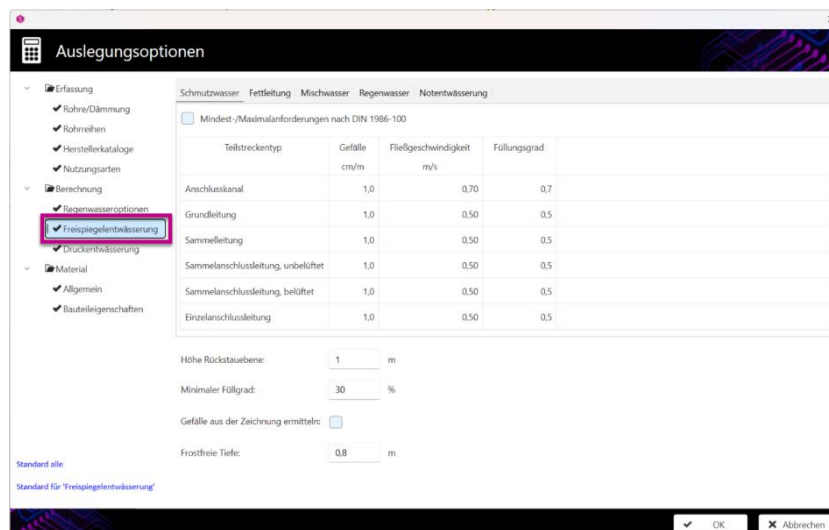 Auslegungsoptionen
Erfassung
Rohre/Dämmung
Rohrreihen
Herstellerkataloge
Nutzungsarten
Berechnung
Regenwasseroptionen
Freispiegelentwässerung
Druckentwässerung
Material
Allgemein
Bauteileigenschaften
Standard alle
Standard für 'Freispiegelentwässerung'
Schmutzwasser Fettleitung Mischwasser Regenwasser Notentwässerung
Mindest-/Maximalanforderungen nach DIN 1986-100
Teilstreckentyp Gefälle Fließgeschwindigkeit Füllungsgrad
cm/m m/s
Anschlusskanal 1,0 0,70 0,7
Grundleitung 1,0 0,50 0,5
Sammelleitung 1,0 0,50 0,5
Sammelanschlussleitung, unbelüftet 1,0 0,50 0,5
Sammelanschlussleitung, belüftet 1,0 0,50 0,5
Einzelanschlussleitung 1,0 0,50 0,5
Höhe Rückstauebene: 1 m
Minimaler Füllgrad: 30 %
Gefälle aus der Zeichnung ermitteln:
Frostfreie Tiefe: 0,8 m
OK Abbrechen